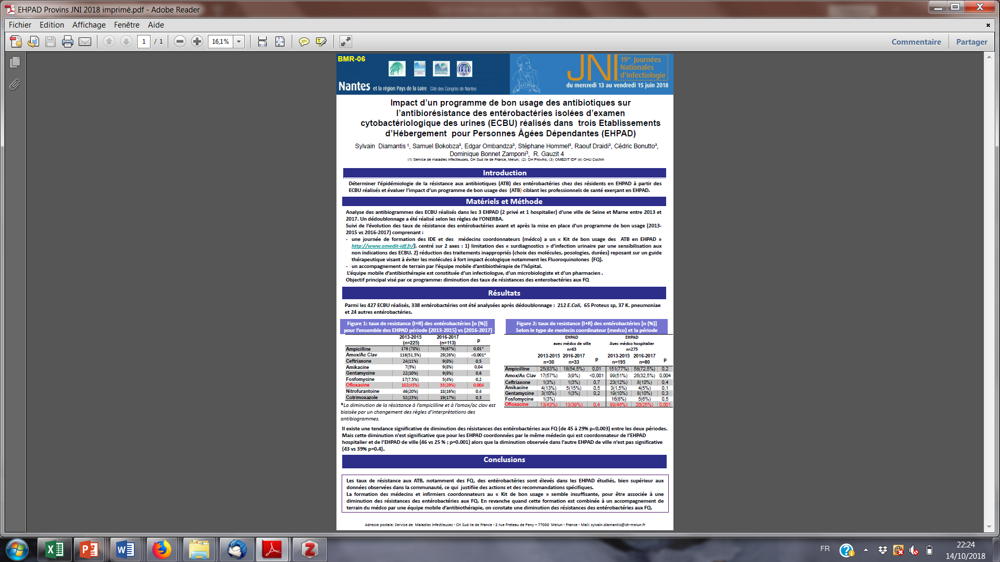 EHPAD Provins JNI 2018 imprimé.pdf - Adobe Reader
Fichier Edition Affichage Fenêtre Aide
1 / 1 16,1% Commentaire Partager
BMR-06
19es Journées
Nationales
d'Infectiologie
JNI
du mercredi 13 au vendredi 15 juin 2018
Nantes et la région Pays de la Loire Cité des Congrès de Nantes
Impact d'un programme de bon usage des antibiotiques sur
l'antibiorésistance des entérobactéries isolées d'examen
cytobactériologique des urines (ECBU) réalisés dans trois Etablissements
d'Hébergement pour Personnes Âgées Dépendantes (EHPAD)
Sylvain Diamantis ¹, Samuel Bokobza², Edgar Ombandza², Stéphane Hommel², Raouf Draidi², Cédric Bonutto²,
Dominique Bonnet Zamponi³, R. Gauzit 4
(1) Service de maladies infectieuses, CH Sud Ile de France, Melun; (2) CH Provins; (3) OMEDIT IDF (4) CHU Cochin
Introduction
Déterminer l'épidémiologie de la résistance aux antibiotiques (ATB) des entérobactéries chez des résidents en EHPAD à partir des
ECBU réalisés et évaluer l'impact d'un programme de bon usage des (ATB) ciblant les professionnels de santé exerçant en EHPAD.
Matériels et Méthode
Analyse des antibiogrammes des ECBU réalisés dans les 3 EHPAD (2 privé et 1 hospitalier) d'une ville de Seine et Marne entre 2013 et
2017. Un dédoublonnage a été réalisé selon les règles de l'ONERBA.
Suivi de l'évolution des taux de résistance des entérobactéries avant et après la mise en place d'un programme de bon usage (2013-
2015 vs 2016-2017) comprenant :
- une journée de formation des IDE et des médecins coordonnateurs (médco) a un « Kit de bon usage des ATB en EHPAD »
http://www.omedit-idf.fr/), centré sur 2 axes : 1) limitation des « surdiagnostics » d'infection urinaire par une sensibilisation aux
non indications des ECBU. 2) réduction des traitements inappropriés (choix des molécules, posologies, durées) reposant sur un guide
thérapeutique visant à éviter les molécules à fort impact écologique notamment les Fluoroquinolones (FQ).
- un accompagnement de terrain par l'équipe mobile d'antibiothérapie de l'hôpital.
L'équipe mobile d'antibiothérapie est constituée d'un infectiologue, d'un microbiologiste et d'un pharmacien .
Objectif principal visé par ce programme: diminution des taux de résistances des enterobactéries aux FQ
Résultats
Parmi les 427 ECBU réalisés, 338 entérobactéries ont été analysées après dédoublonnage : 212 E.Coli, 65 Proteus sp, 37 K. pneumoniae
et 24 autres entérobactéries.
Figure 1: taux de resistance (I+R) des entérobactéries [n (%)]
pour l'ensemble des EHPAD période (2013-2015) vs (2016-2017)
2013-2015 2016-2017 p
(n=225) (n=113)
Ampicilline 176 (78%) 76(67%) 0,01*
Amox/Ac Clav 116(51,5%) 29(26%) <0,001*
Ceftriaxone 24(11%) 9(8%) 0,5
Amikacine 7(3%) 9(8%) 0,04
Gentamycine 22(10%) 9(8%) 0,6
Fosfomycine 17(7,5%) 5(4%) 0,2
Ofloxacine 102(45%) 33(29%) 0,004
Nitrofurantoine 46(20%) 18(16%) 0,4
Cotrimoxazole 52(23%) 19(17%) 0,3
*La diminution de la résistance à l'ampicilline et à l'amox/ac clav est
biaisée par un changement des règles d'interprétations des
antibiogrammes.
Figure 2: taux de resistance (I+R) des entérobactéries [n (%)]
Selon le type de medecin coordinateur (medco) et la période
EHPAD EHPAD
avec médco de ville Avec médco hospitalier
n=63 n=275
2013-2015 2016-2017 p 2013-2015 2016-2017 p
n=30 n=33 n=195 n=80
Ampicilline 25(83%) 18(54,5%) 0,01 151(77%) 58(72,5%) 0,2
Amox/Ac Clav 17(57%) 3(9%) <0,001 99(51%) 26(32,5%) 0,004
Ceftriaxone 1(3%) 1(3%) 0,7 23(12%) 8(10%) 0,4
Amikacine 4(13%) 5(15%) 0,5 3(1,5%) 4(5%) 0,1
Gentamycine 3(10%) 1(3%) 0,2 19(10%) 8(10%) 0,3
Fosfomycine 1(3%) 16(8%) 5(6%) 0,5
Ofloxacine 13(43%) 13(39%) 0,4 89(46%) 20(25%) 0,001
Il existe une tendance significative de diminution des résistances des entérobactéries aux FQ (de 45 à 29% p<0,003) entre les deux périodes.
Mais cette diminution n'est significative que pour les EHPAD coordonnées par le même médecin qui est coordonnateur de l'EHPAD
hospitalier et de l'EHPAD de ville (46 vs 25 % ; p=0.001) alors que la diminution observée dans l'autre EHPAD de ville n'est pas significative
(43 vs 39% p=0.4).
Conclusions
Les taux de résistance aux ATB, notamment des FQ, des entérobactéries sont élevés dans les EHPAD étudiés, bien supérieur aux
données observées dans la communauté, ce qui justifiie des actions et des recommandations spécifiques.
La formation des médecins et infirmiers coordonnateurs au « Kit de bon usage » semble insuffisante, pour être associée à une
diminution des résistances des entérobactéries aux FQ. En revanche quand cette formation est combinée à un accompagnement de
terrain du médco par une équipe mobile d'antibiothérapie, on constate une diminution des résistances des entérobactéries aux FQ.
Adresse postale: Service de Maladies infectieuses - CH Sud Ile de France - 2 rue Freteau de Peny – 77000 Melun - France - Mail: sylvain.diamantis@ch-melun.fr
FR
22:24
14/10/2018